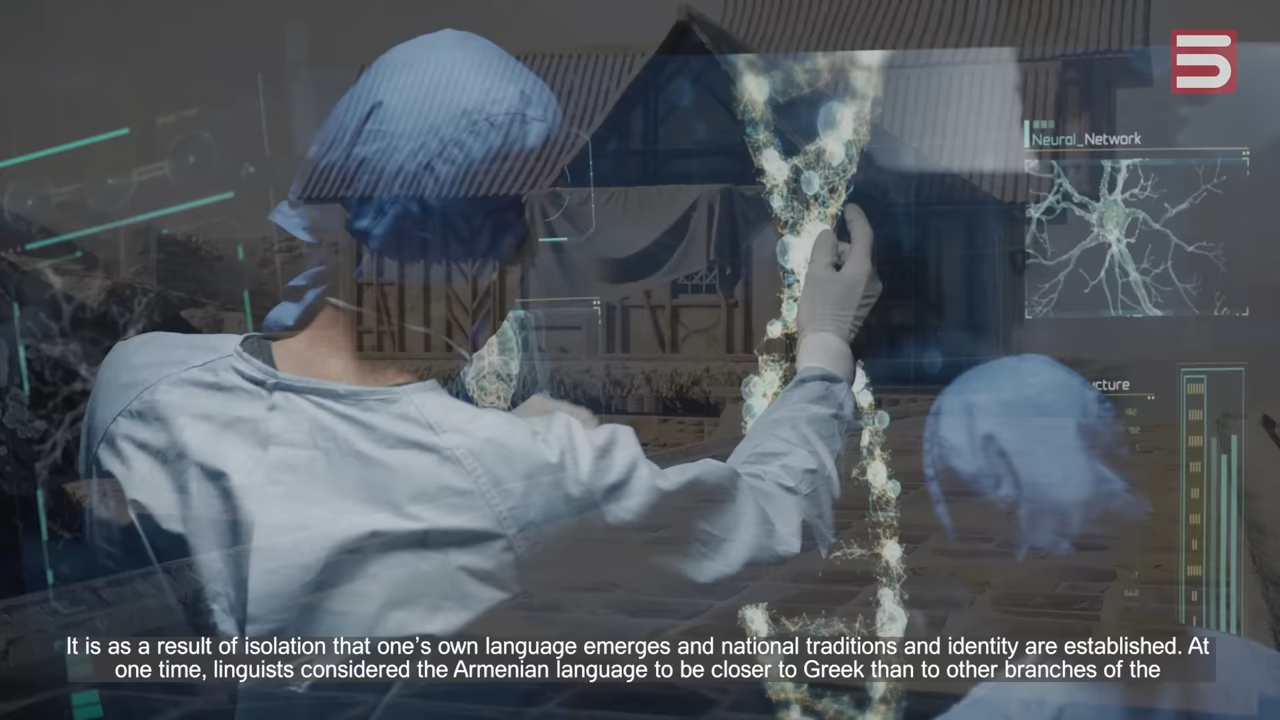 Neural_Network
ucture
It is as a result of isolation that one's own language emerges and national traditions and identity are established. At
one time, linguists considered the Armenian language to be closer to Greek than to other branches of the